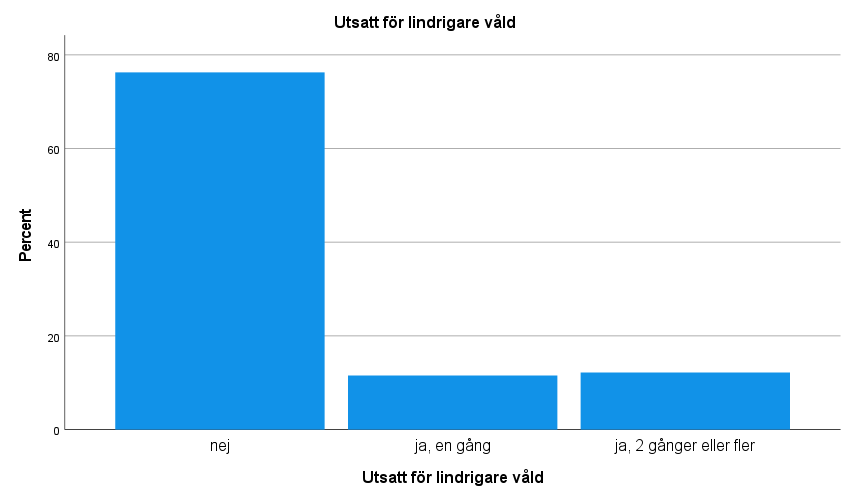 Utsatt för lindrigare våld
80
60
40
20
0
Percent
nej
ja, en gång
ja, 2 gånger eller fler
Utsatt för lindrigare våld